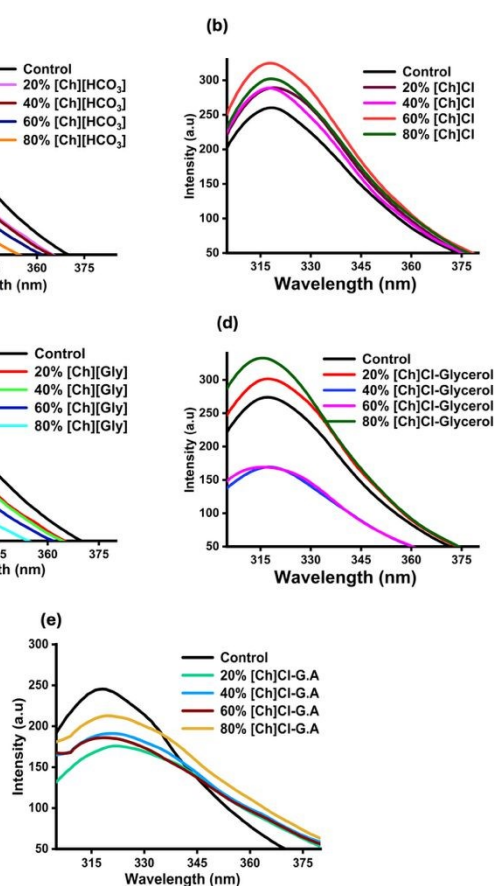 (b)
Control
20% [Ch][HCO3]
40% [Ch][HCO3]
60% [Ch][HCO3]
80% [Ch][HCO3]
360 375
th (nm)
Intensity (a.u)
300
250
200
150
100
50
Control
20% [Ch]Cl
40% [Ch]Cl
60% [Ch]Cl
80% [Ch]Cl
315 330 345 360 375
Wavelength (nm)
(d)
Control
20% [Ch][Gly]
40% [Ch][Gly]
60% [Ch][Gly]
80% [Ch][Gly]
45 360 375
th (nm)
Intensity (a.u)
300
250
200
150
100
50
Control
20% [Ch]Cl-Glycerol
40% [Ch]Cl-Glycerol
60% [Ch]Cl-Glycerol
80% [Ch]Cl-Glycerol
315 330 345 360 375
Wavelength (nm)
(e)
Intensity (a.u)
300
250
200
150
100
50
Control
20% [Ch]Cl-G.A
40% [Ch]Cl-G.A
60% [Ch]Cl-G.A
80% [Ch]Cl-G.A
315 330 345 360 375
Wavelength (nm)